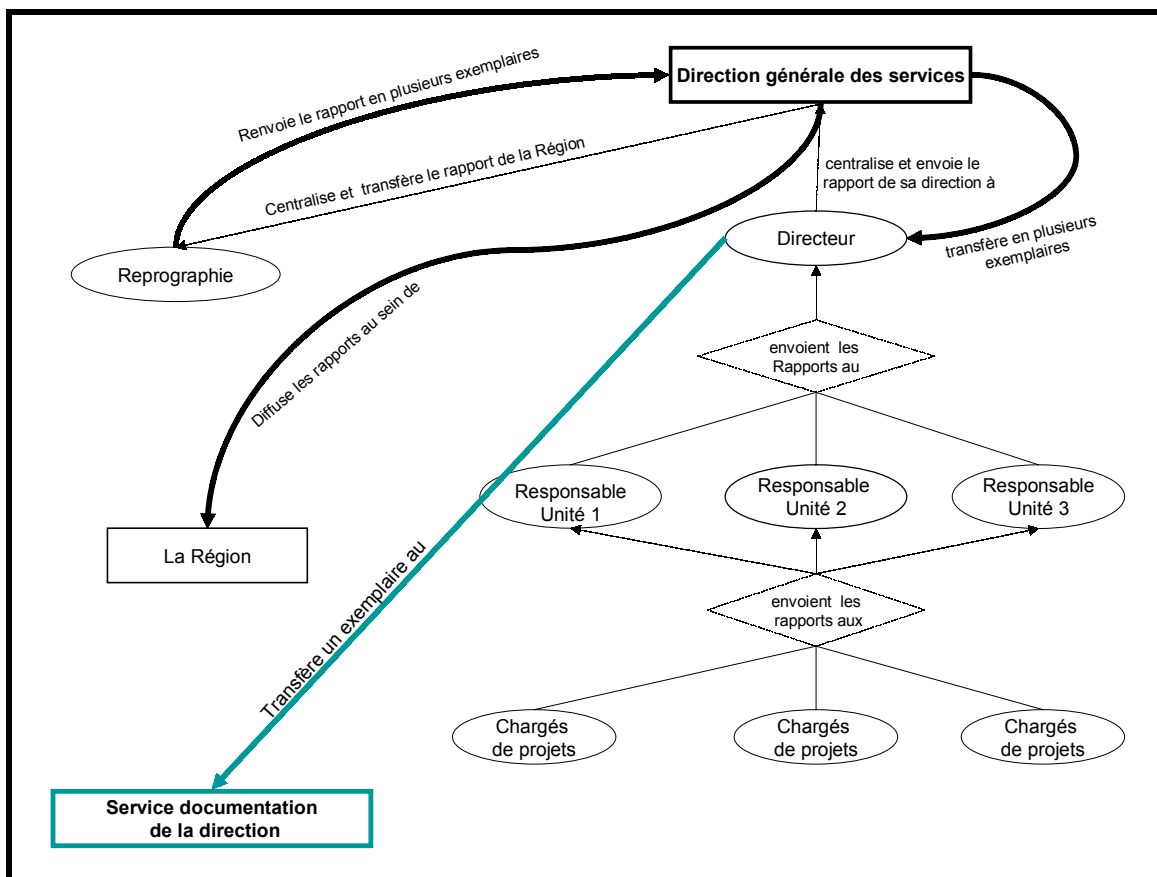 Direction générale des services
Renvoie le rapport en plusieurs exemplaires
Centralise et transfère le rapport de la Région
centralise et envoie le
rapport de sa direction à
Directeur
transfère en plusieurs
exemplaires
Reprographie
Diffuse les rapports au sein de
envoient les
Rapports au
Responsable
Unité 1
Responsable
Unité 2
Responsable
Unité 3
La Région
envoient les
rapports aux
Transfère un exemplaire au
Chargés
de projets
Chargés
de projets
Chargés
de projets
Service documentation
de la direction